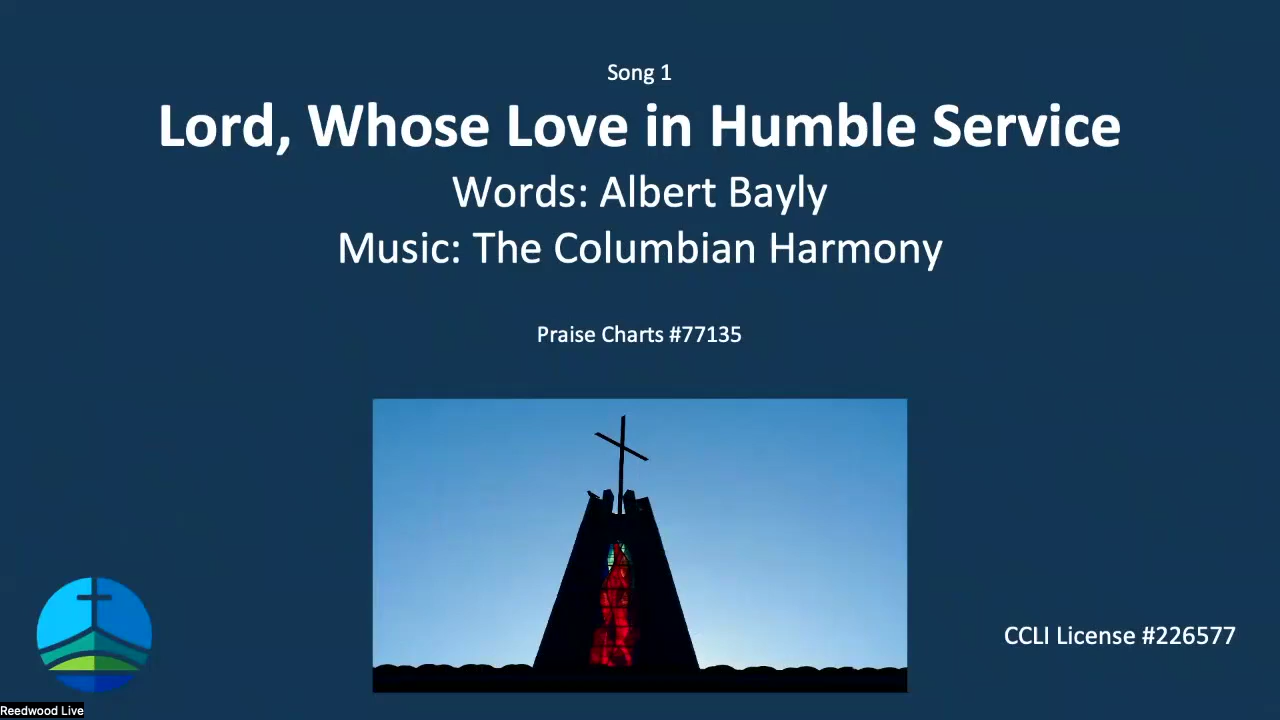 Song 1
Lord, Whose Love in Humble Service
Words: Albert Bayly
Music: The Columbian Harmony
Praise Charts #77135
CCLI License #226577
Reedwood Live